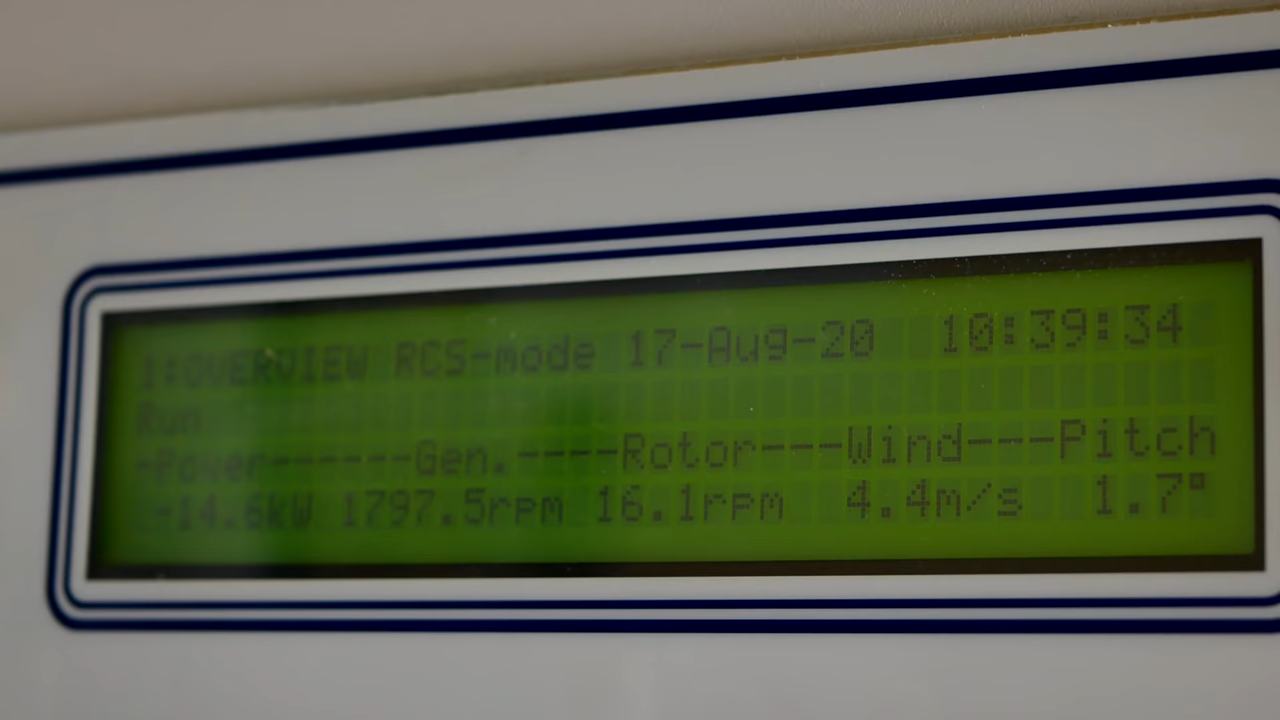 1:OVERVIEW RCS-mode 17-Aug-20 10:39:34
Run
-Power------Gen.----Rotor---Wind---Pitch
-14.6kW 1797.5rpm 16.1rpm 4.4m/s 1.7°